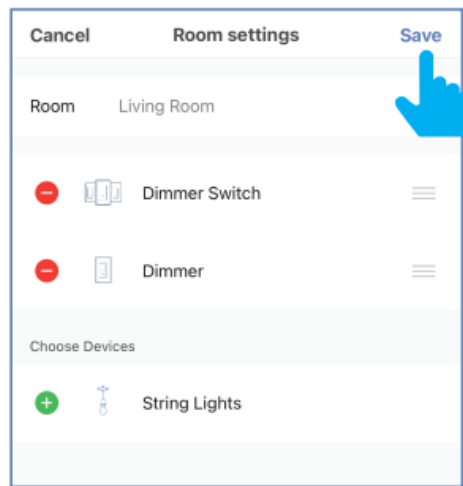 Cancel Room settings Save
Room Living Room
Dimmer Switch
Dimmer
Choose Devices
String Lights